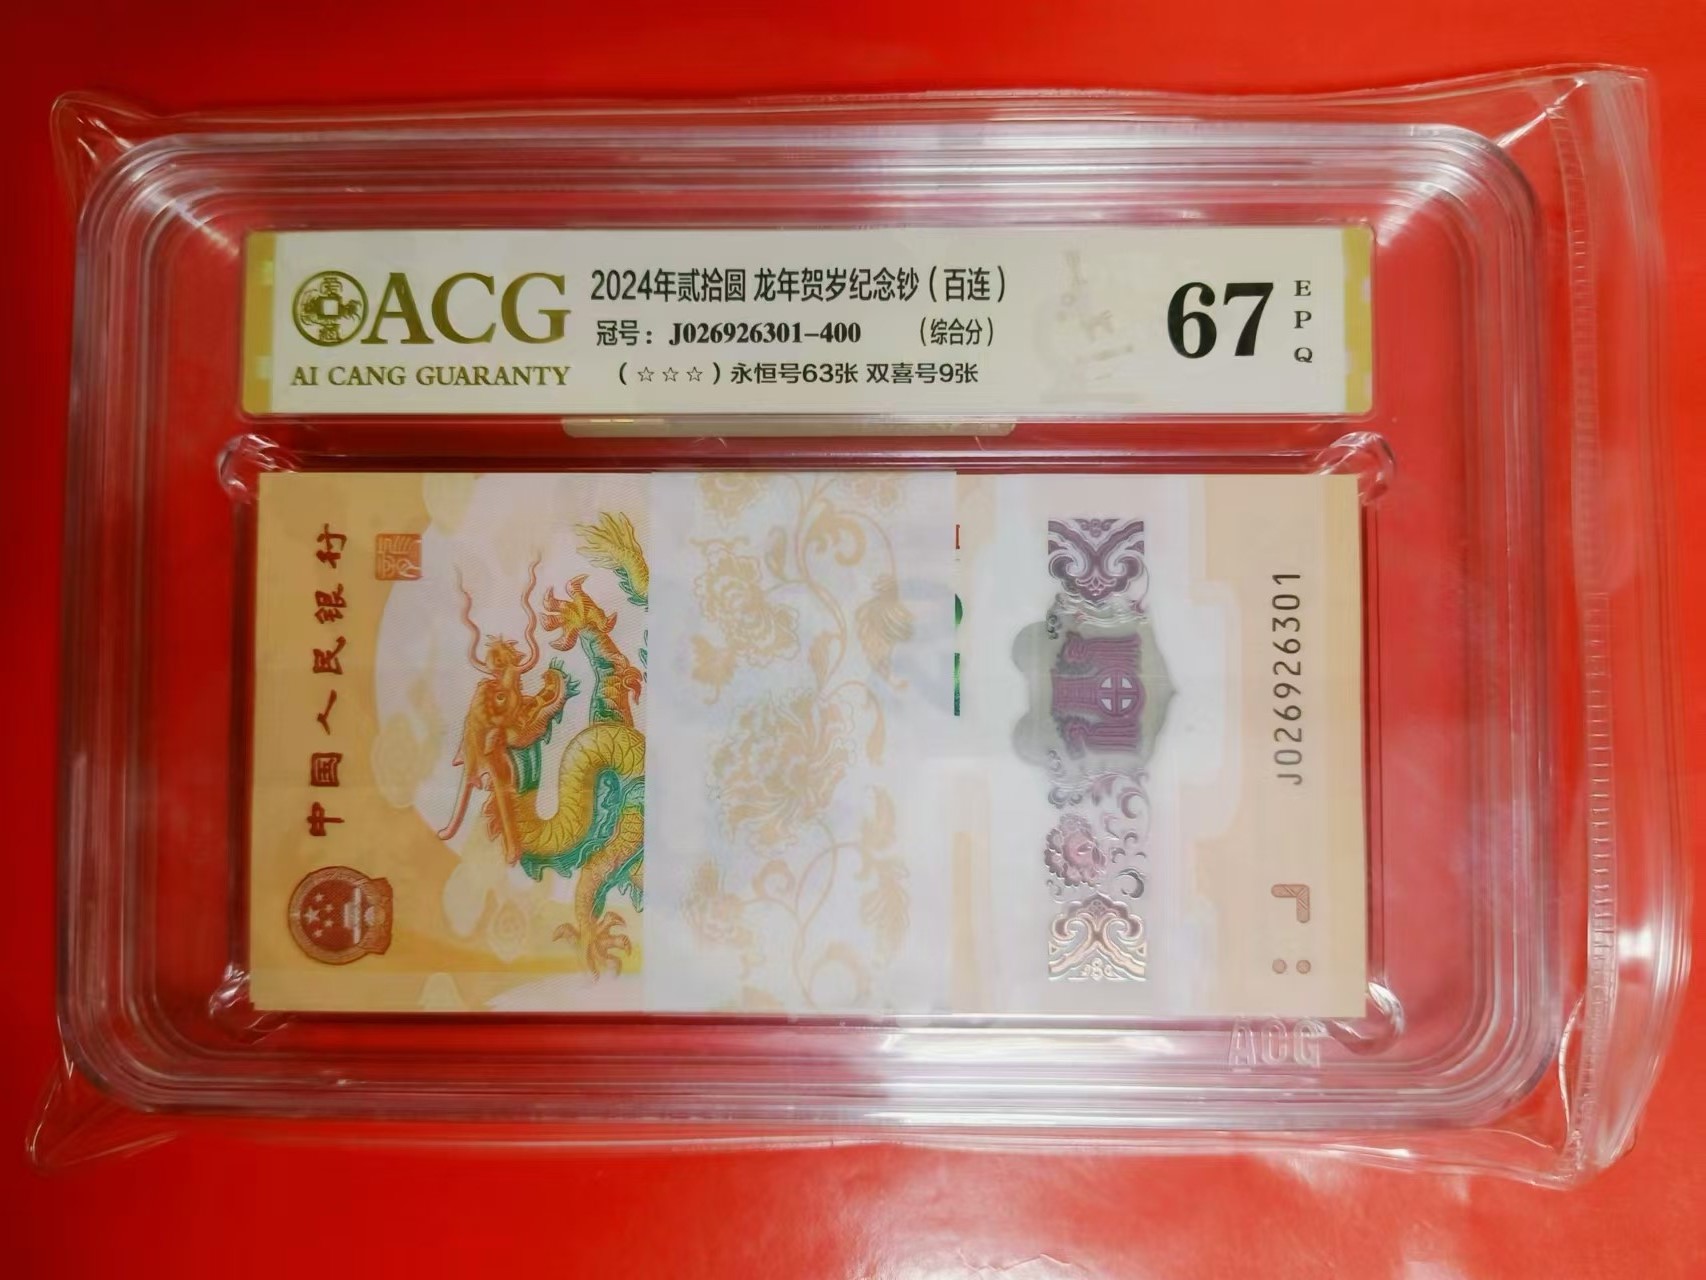 ACG
AI CANG GUARANTY
2024年贰拾圆 龙年贺岁纪念钞（百连）
冠号：J026926301-400 （综合分）
（☆☆☆）永恒号63张 双喜号9张
67
EPQ
中国人民银行
J026926301
ACG